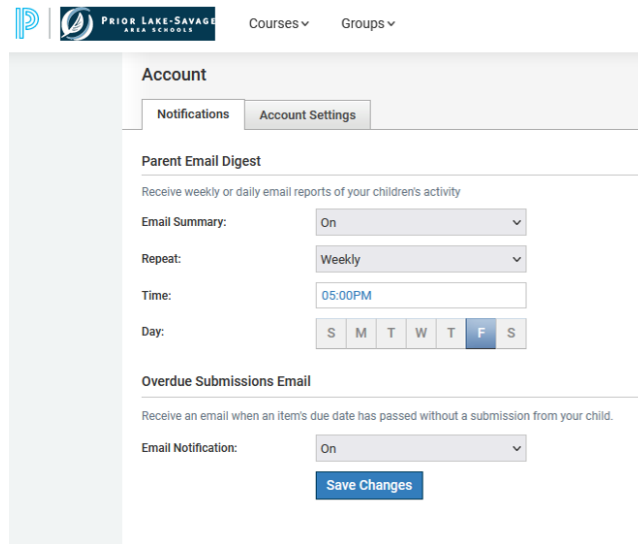 PRIOR LAKE-SAVAGE
AREA SCHOOLS
Courses Groups
Account
Notifications Account Settings
Parent Email Digest
Receive weekly or daily email reports of your children's activity
Email Summary: On
Repeat: Weekly
Time: 05:00PM
Day: S M T W T F S
Overdue Submissions Email
Receive an email when an item's due date has passed without a submission from your child.
Email Notification: On
Save Changes